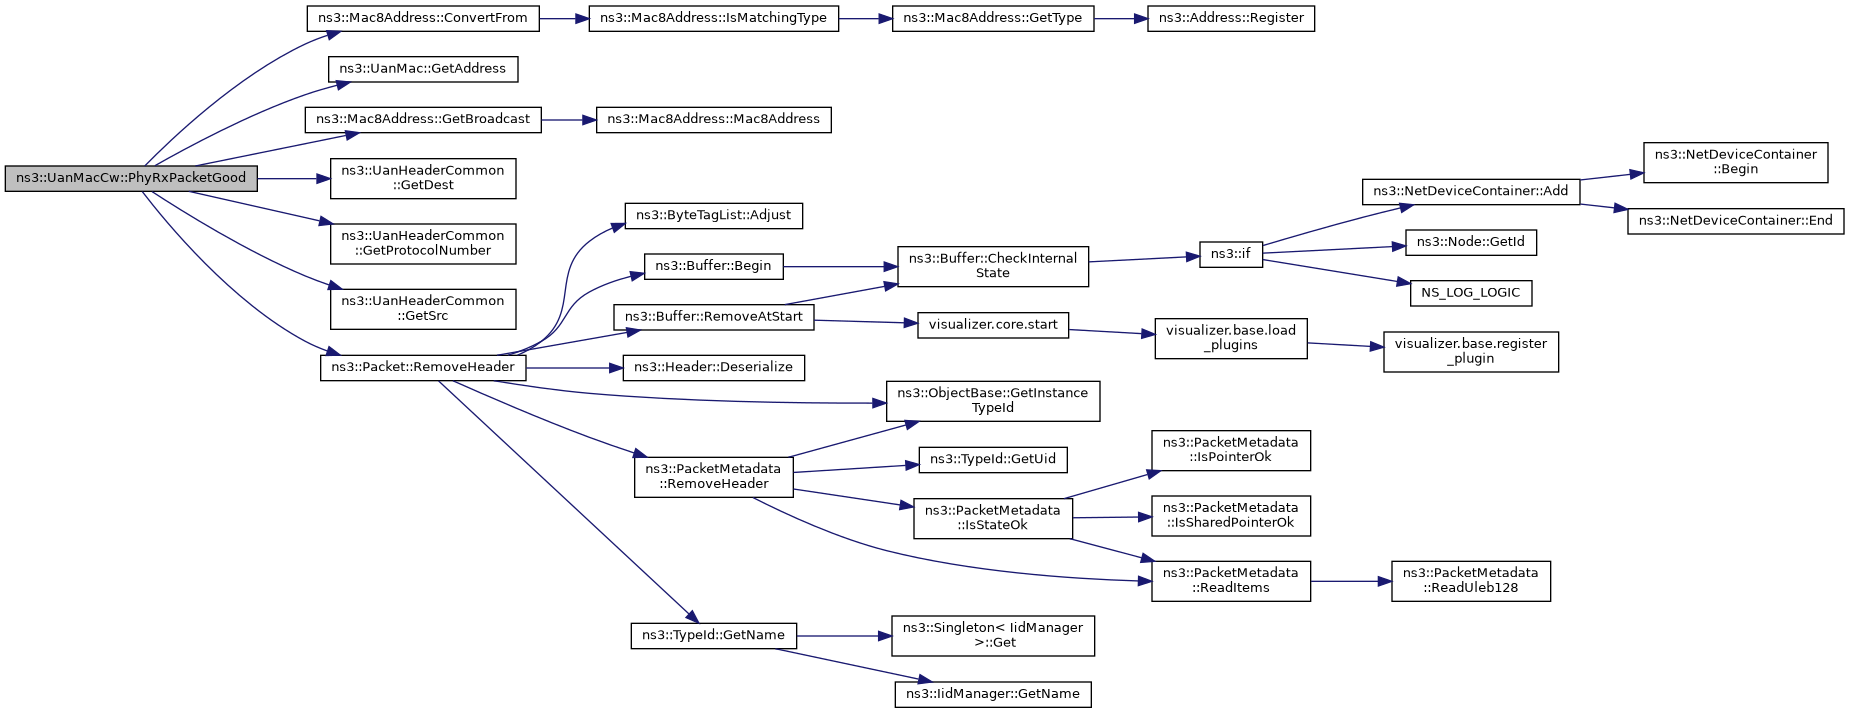 ns3::UanMacCw::PhyRxPacketGood
ns3::Mac8Address::ConvertFrom
ns3::Mac8Address::IsMatchingType
ns3::Mac8Address::GetType
ns3::Address::Register
ns3::UanMac::GetAddress
ns3::Mac8Address::GetBroadcast
ns3::Mac8Address::Mac8Address
ns3::UanHeaderCommon
::GetDest
ns3::UanHeaderCommon
::GetProtocolNumber
ns3::UanHeaderCommon
::GetSrc
ns3::Packet::RemoveHeader
ns3::ByteTagList::Adjust
ns3::Buffer::Begin
ns3::Buffer::CheckInternal
State
ns3::if
ns3::NetDeviceContainer::Add
ns3::NetDeviceContainer
::Begin
ns3::NetDeviceContainer::End
ns3::Node::GetId
NS_LOG_LOGIC
ns3::Buffer::RemoveAtStart
visualizer.core.start
visualizer.base.load
_plugins
visualizer.base.register
_plugin
ns3::Header::Deserialize
ns3::ObjectBase::GetInstance
TypeId
ns3::PacketMetadata
::RemoveHeader
ns3::TypeId::GetUid
ns3::PacketMetadata
::IsStateOk
ns3::PacketMetadata
::IsPointerOk
ns3::PacketMetadata
::IsSharedPointerOk
ns3::PacketMetadata
::ReadItems
ns3::PacketMetadata
::ReadUleb128
ns3::TypeId::GetName
ns3::Singleton< IidManager
>::Get
ns3::IidManager::GetName